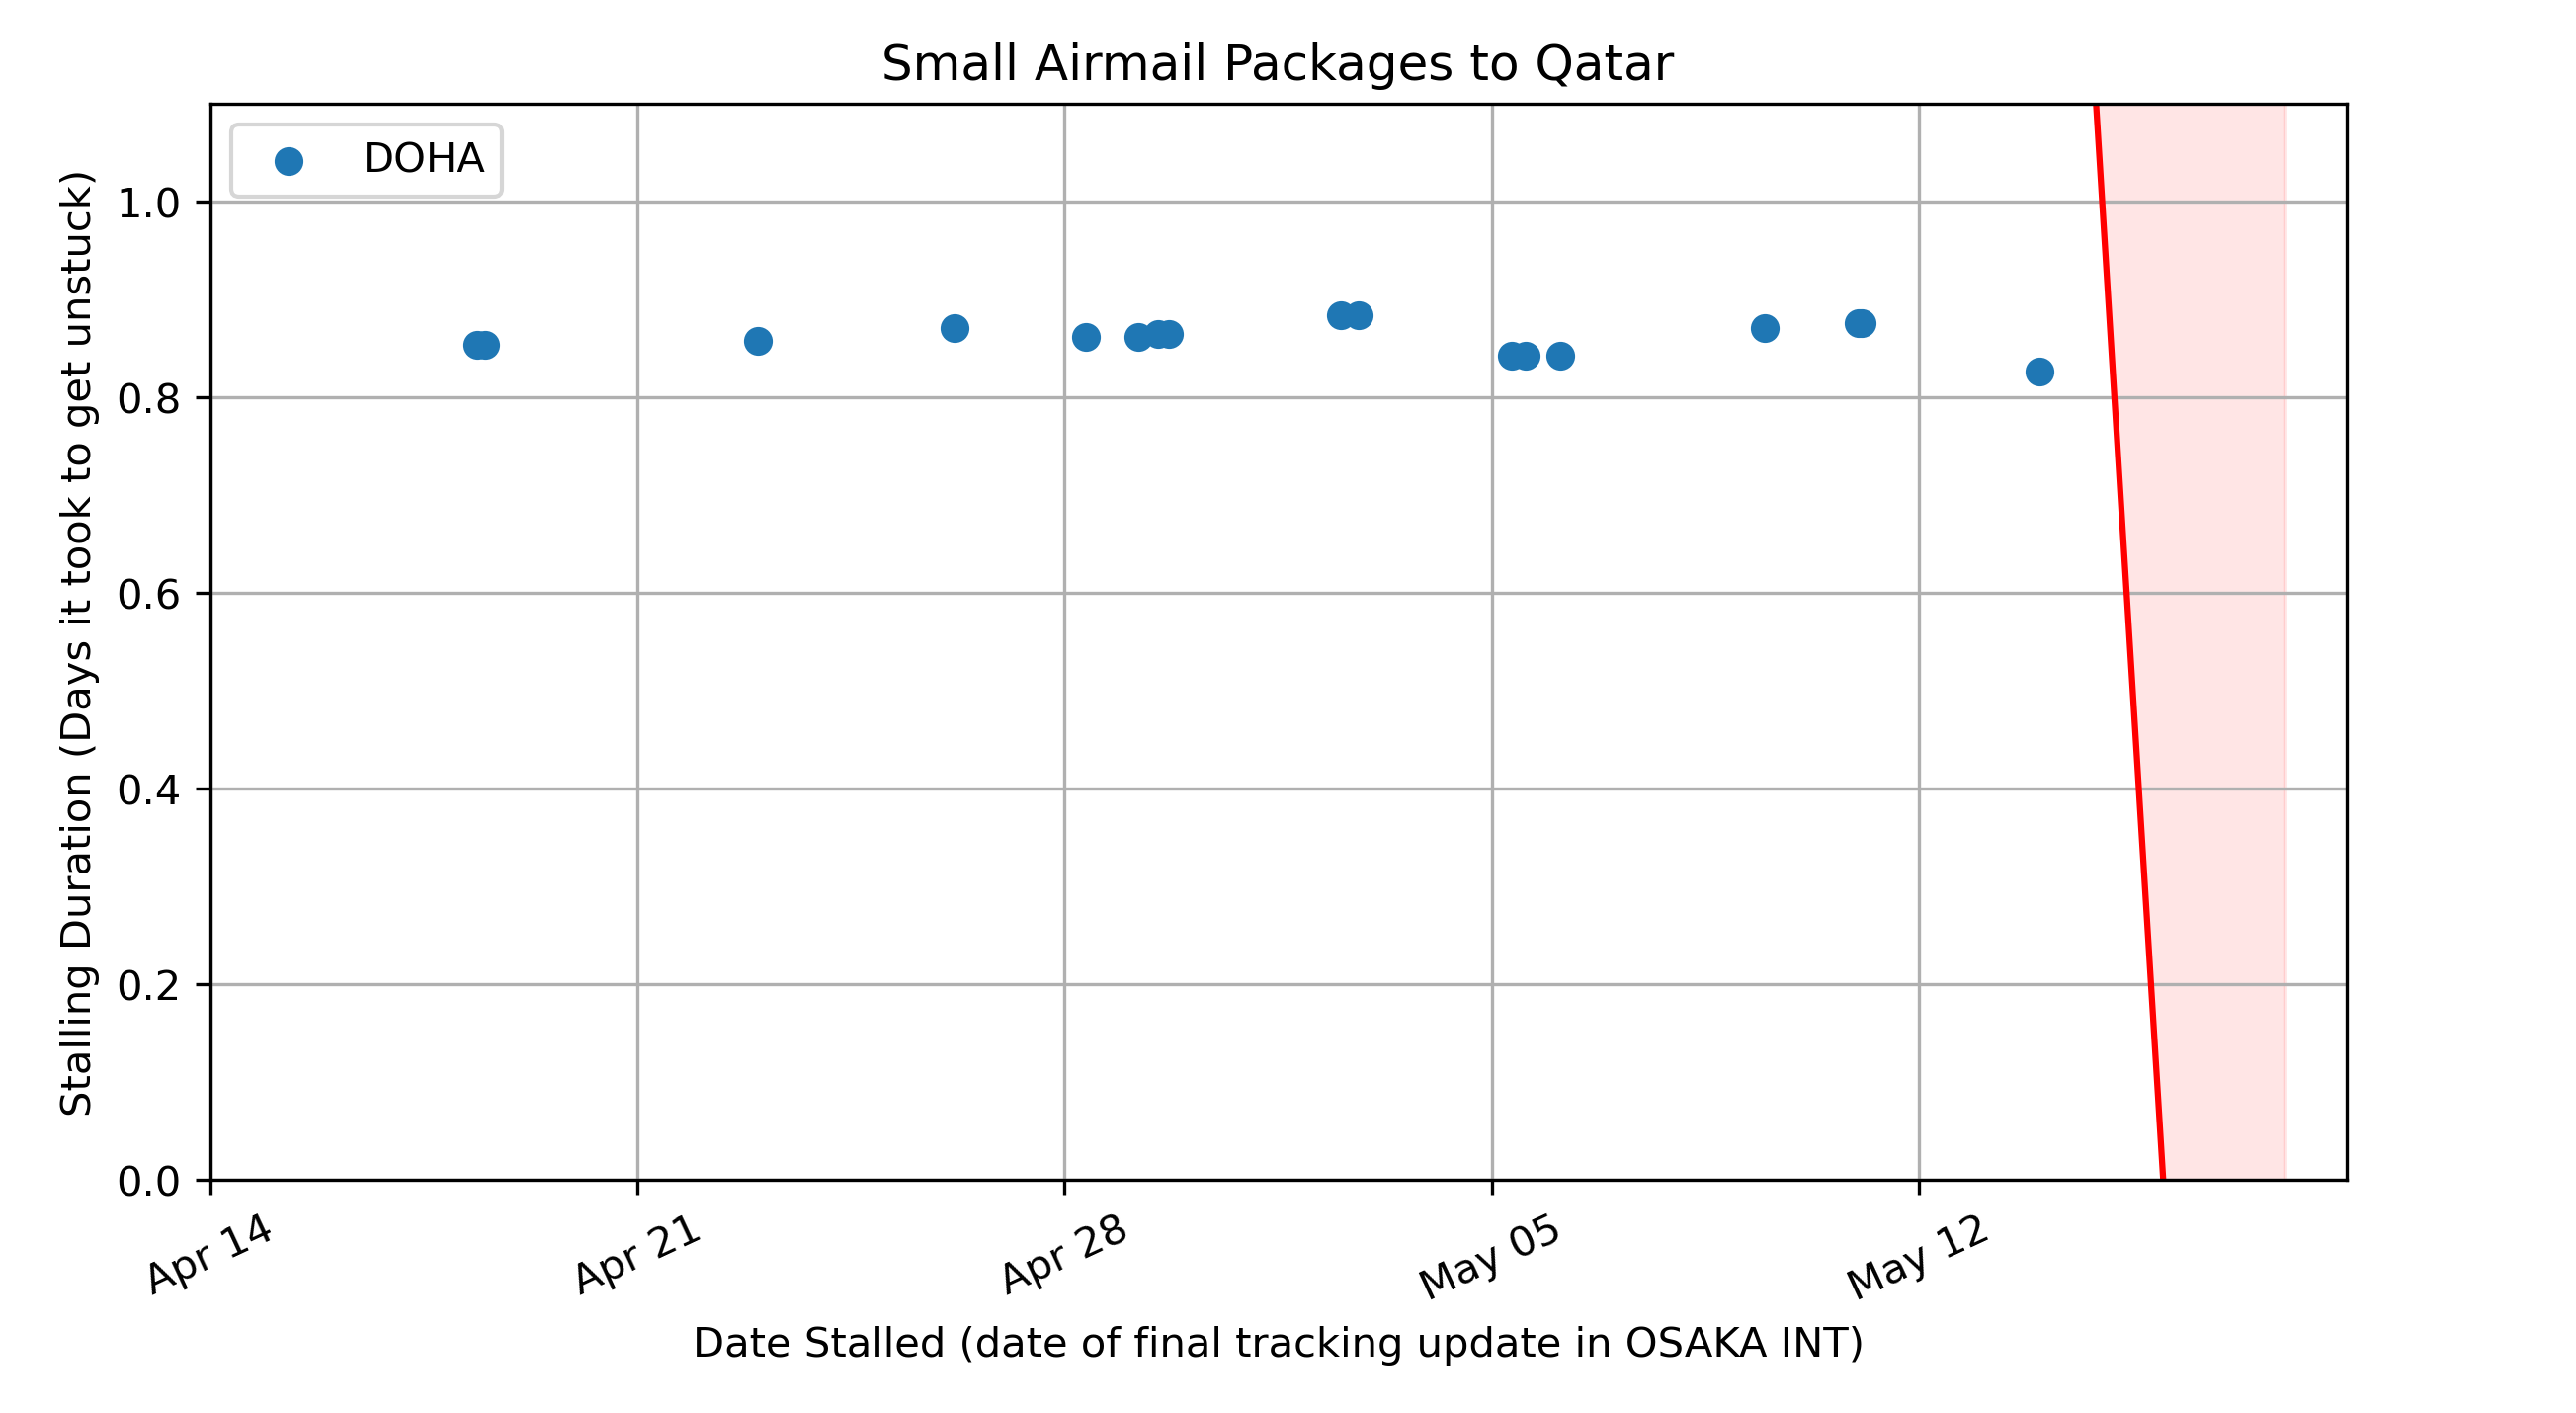 Small Airmail Packages to Qatar
DOHA
Stalling Duration (Days it took to get unstuck)
1.0
0.8
0.6
0.4
0.2
0.0
Apr 14
Apr 21
Apr 28
May 05
May 12
Date Stalled (date of final tracking update in OSAKA INT)